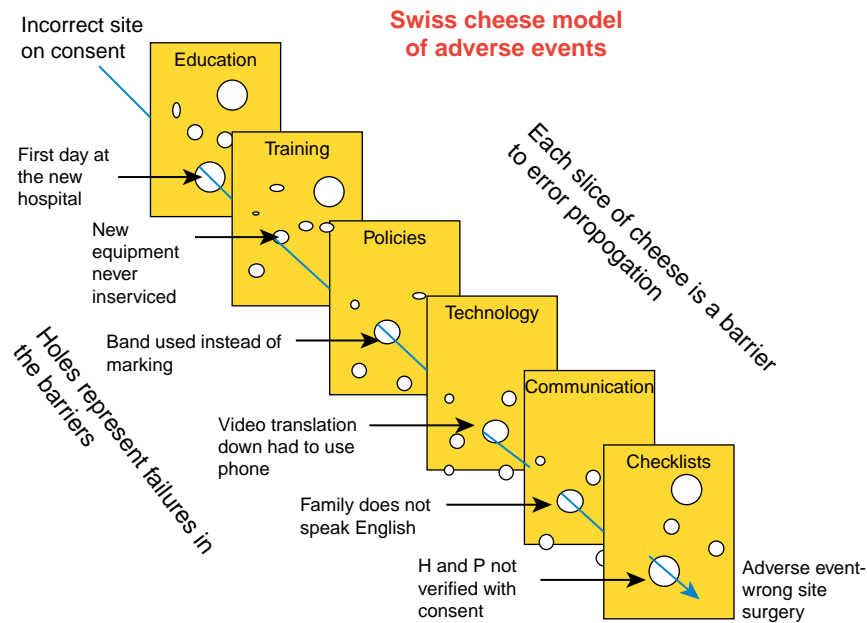 Swiss cheese model
of adverse events
Incorrect site
on consent
Education
First day at
the new
hospital
Training
New
equipment
never
inserviced
Policies
Band used instead of
marking
Technology
Video translation
down had to use
phone
Communication
Family does not
speak English
Checklists
H and P not
verified with
consent
Adverse event-
wrong site
surgery
Each slice of cheese is a barrier
to error propogation
Holes represent failures in
the barriers